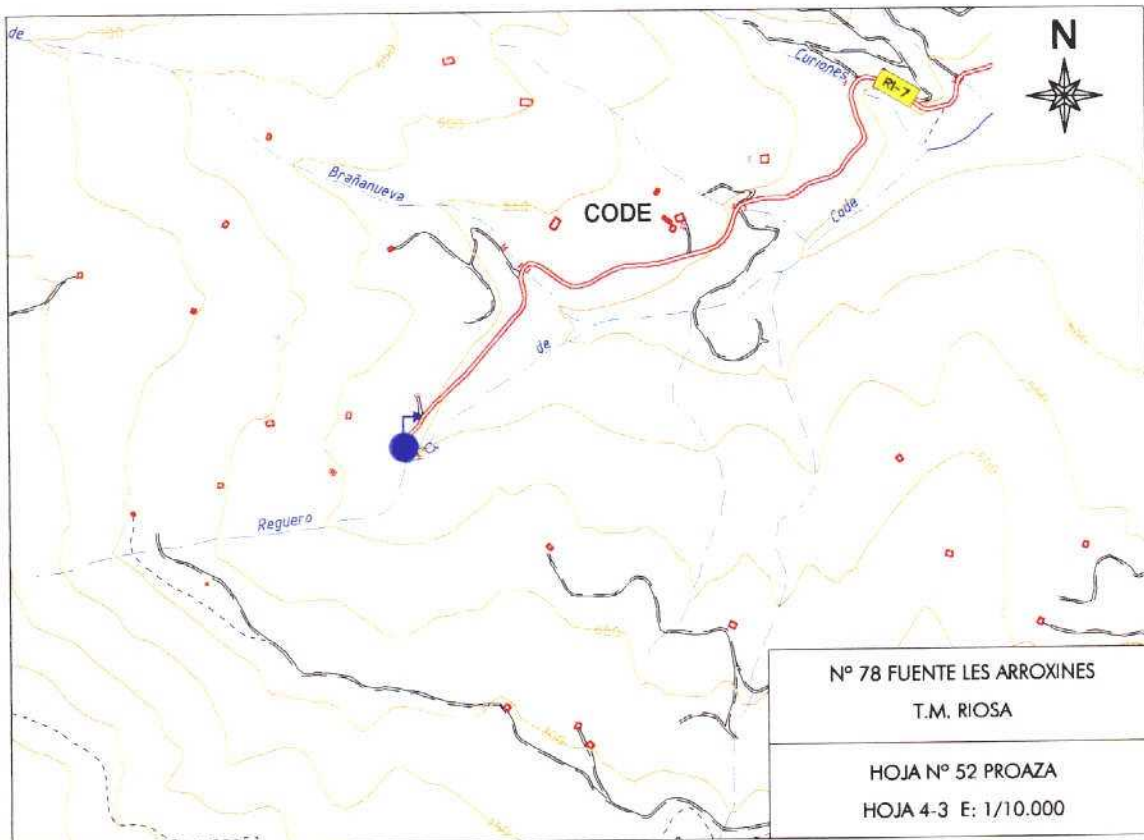 de
Curiones
RI-7
N
Brañanueva
CODE
Code
de
Reguero
Nº 78 FUENTE LES ARROXINES
T.M. RIOSA
HOJA Nº 52 PROAZA
HOJA 4-3 E: 1/10.000